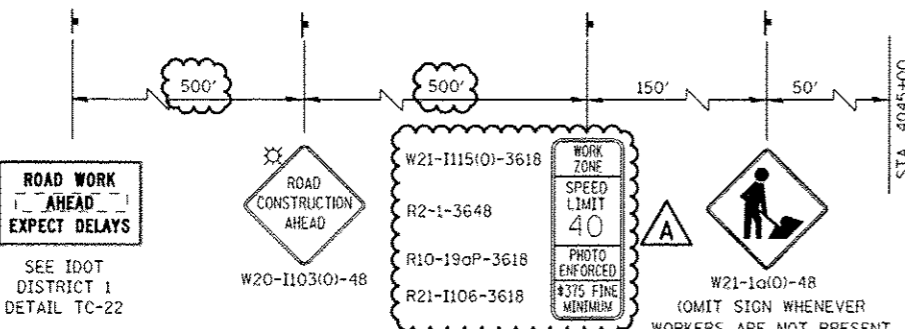 500'
500'
150'
50'
STA 4045+00
ROAD WORK
AHEAD
EXPECT DELAYS
SEE IDOT
DISTRICT 1
DETAIL TC-22
ROAD
CONSTRUCTION
AHEAD
W20-I103(0)-48
W21-I115(0)-3618
R2-1-3648
R10-19aP-3618
R21-I106-3618
WORK
ZONE
SPEED
LIMIT
40
PHOTO
ENFORCED
$375 FINE
MINIMUM
A
W21-1a(0)-48
(OMIT SIGN WHENEVER
WORKERS ARE NOT PRESENT